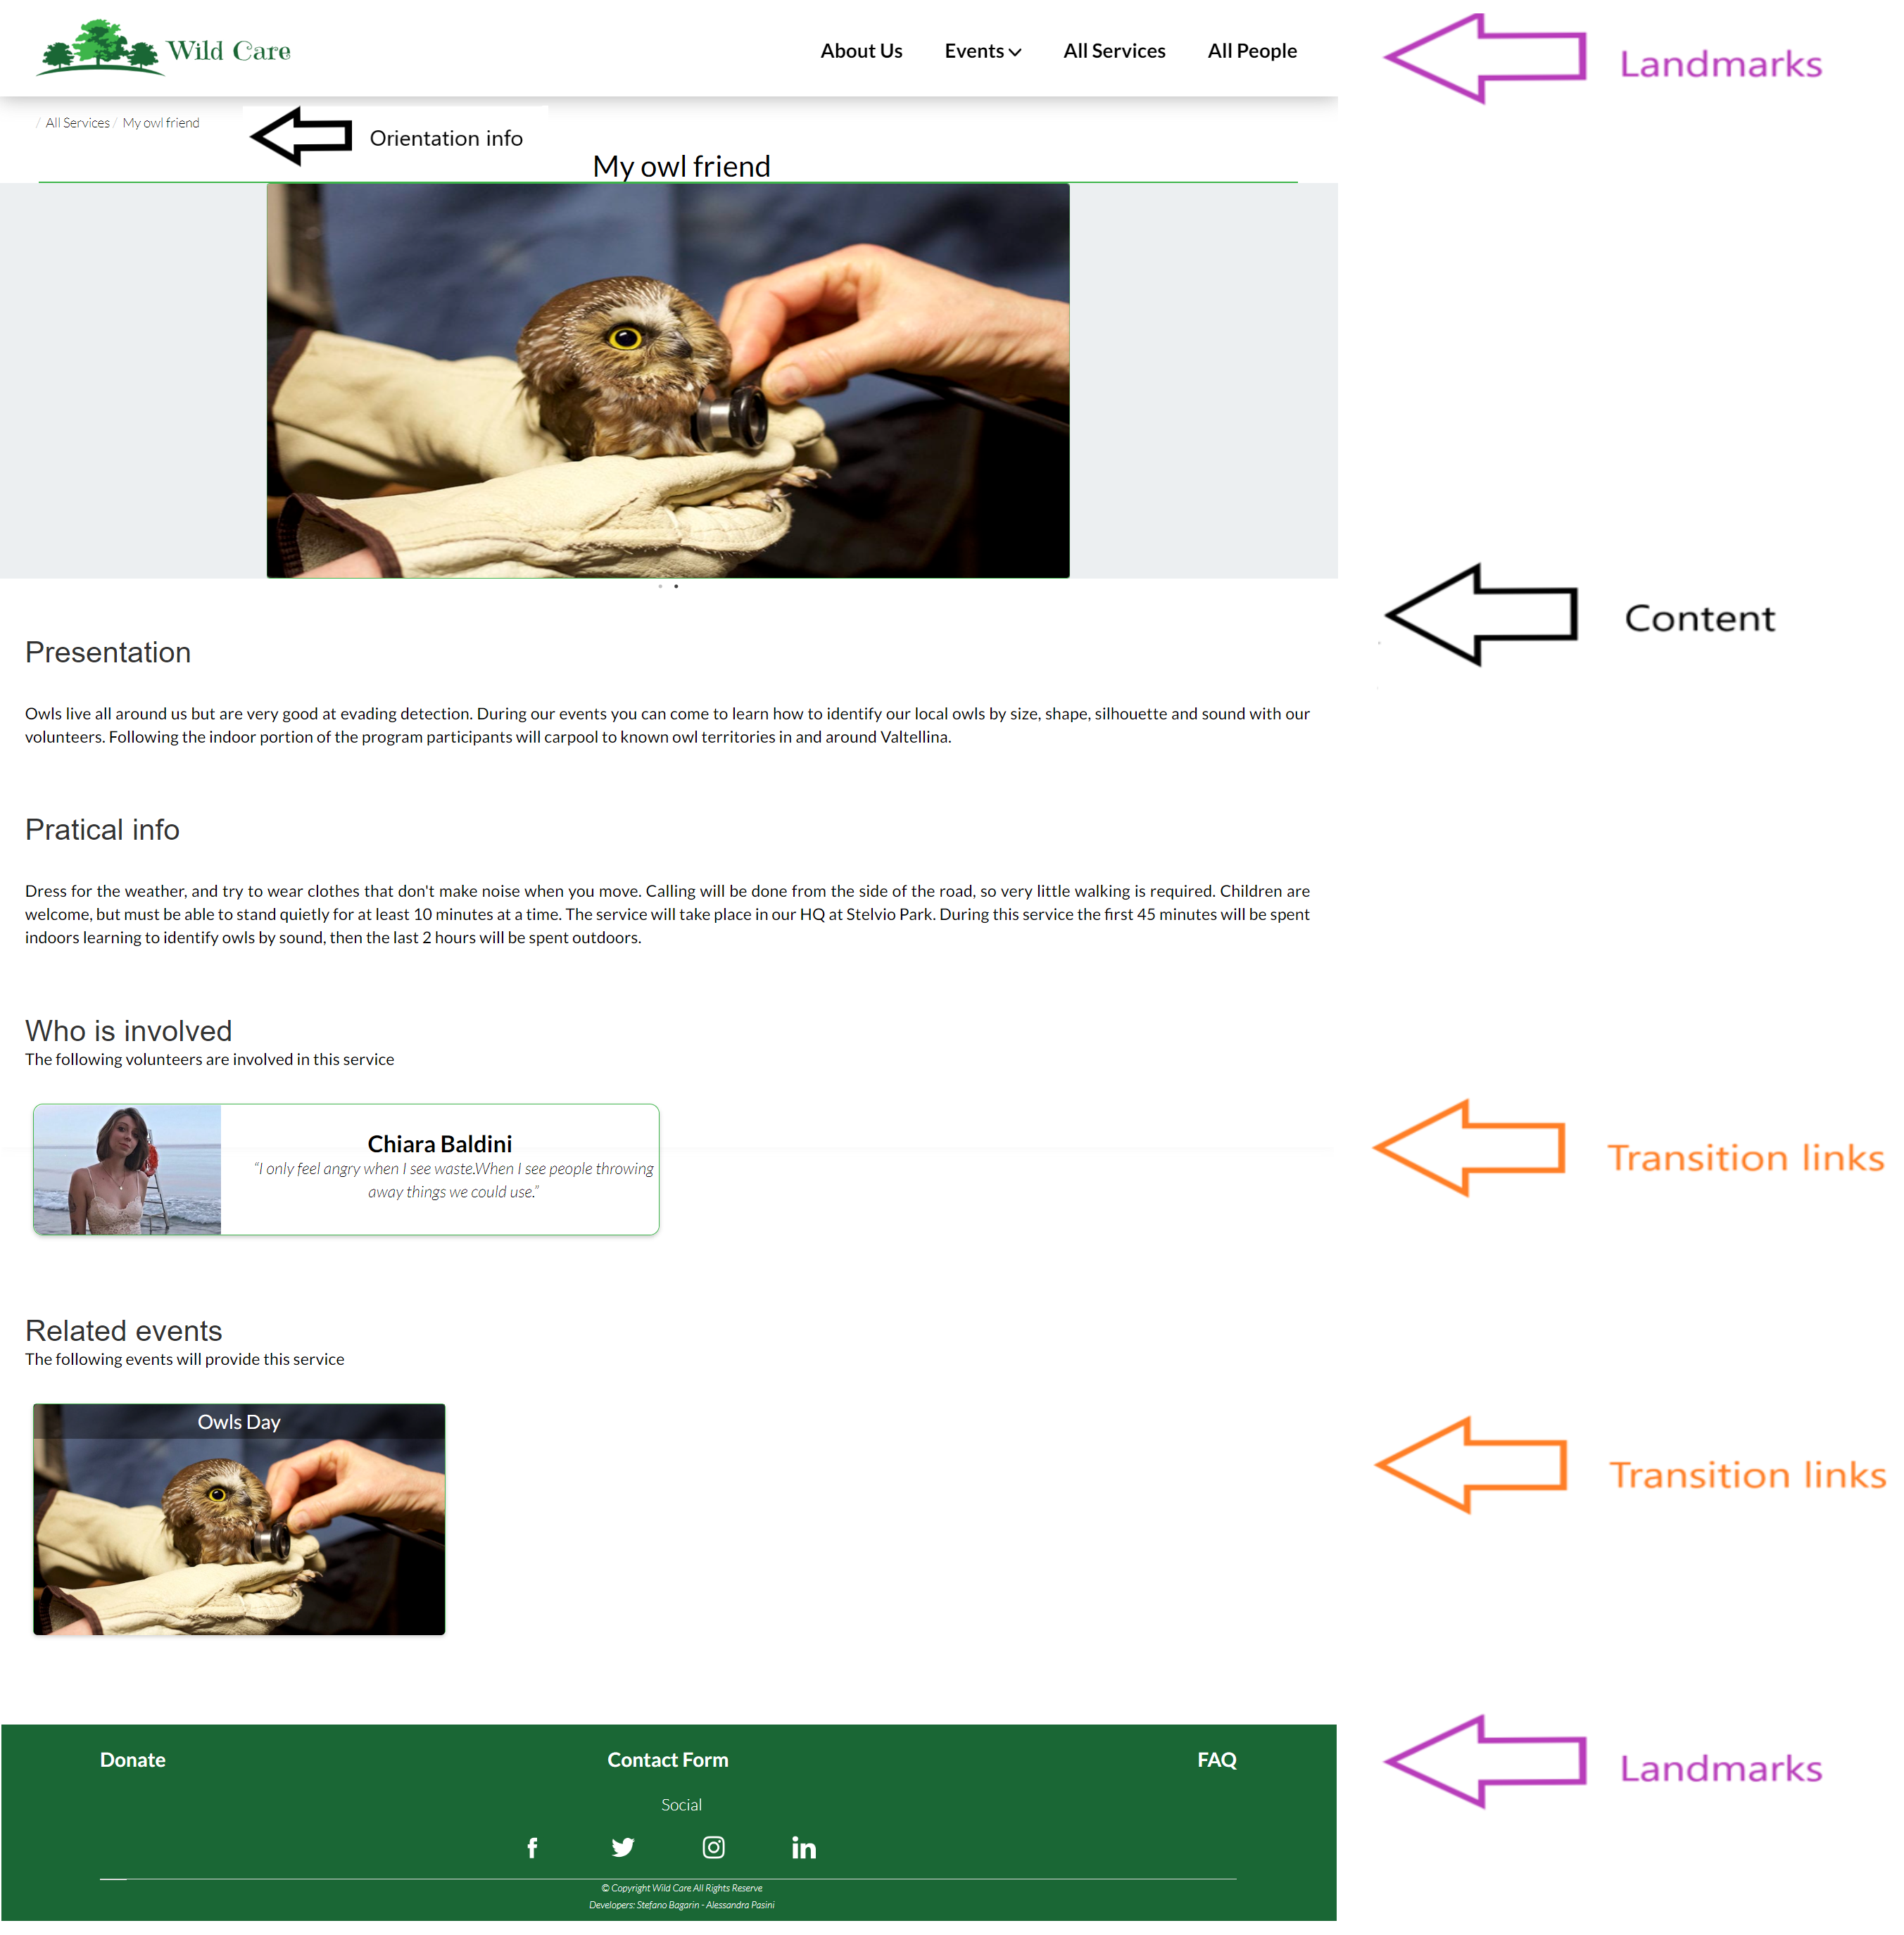 Wild Care
About Us Events All Services All People
Landmarks
/ All Services / My owl friend
Orientation info
My owl friend
Content
Presentation
Owls live all around us but are very good at evading detection. During our events you can come to learn how to identify our local owls by size, shape, silhouette and sound with our
volunteers. Following the indoor portion of the program participants will carpool to known owl territories in and around Valtellina.
Pratical info
Dress for the weather, and try to wear clothes that don't make noise when you move. Calling will be done from the side of the road, so very little walking is required. Children are
welcome, but must be able to stand quietly for at least 10 minutes at a time. The service will take place in our HQ at Stelvio Park. During this service the first 45 minutes will be spent
indoors learning to identify owls by sound, then the last 2 hours will be spent outdoors.
Who is involved
The following volunteers are involved in this service
Transition links
Chiara Baldini
“I only feel angry when I see waste.When I see people throwing
away things we could use.”
Related events
The following events will provide this service
Owls Day
Transition links
Donate Contact Form FAQ
Landmarks
Social
© Copyright Wild Care All Rights Reserve
Developers: Stefano Bagarin - Alessandra Pasini